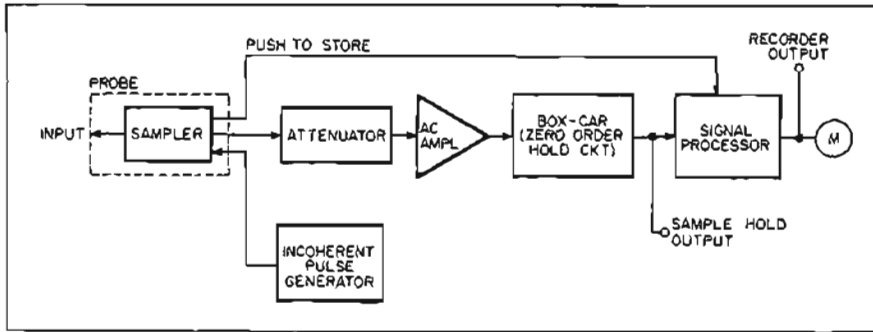 PUSH TO STORE
RECORDER
OUTPUT
PROBE
INPUT
SAMPLER
ATTENUATOR
AC
AMPL
BOX-CAR
(ZERO ORDER
HOLD CKT)
SIGNAL
PROCESSOR
M
SAMPLE HOLD
OUTPUT
INCOHERENT
PULSE
GENERATOR